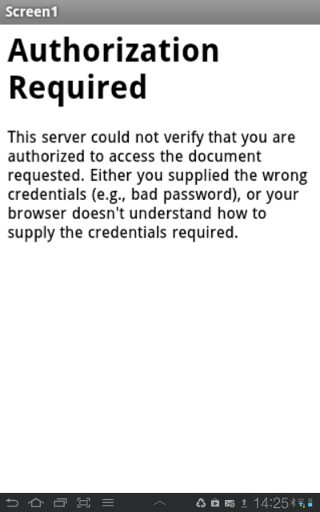 Screen1
Authorization
Required
This server could not verify that you are
authorized to access the document
requested. Either you supplied the wrong
credentials (e.g., bad password), or your
browser doesn't understand how to
supply the credentials required.
14:25